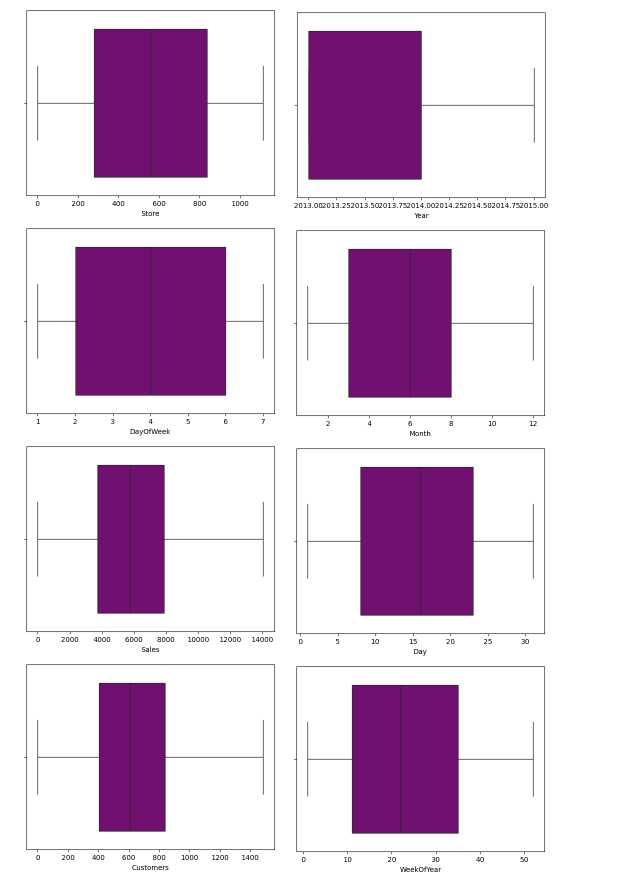 0 200 400 600 800 1000
Store
2013.00 2013.25 2013.50 2013.75 2014.00 2014.25 2014.50 2014.75 2015.00
Year
1 2 3 4 5 6 7
DayOfWeek
2 4 6 8 10 12
Month
0 2000 4000 6000 8000 10000 12000 14000
Sales
0 5 10 15 20 25 30
Day
0 200 400 600 800 1000 1200 1400
Customers
0 10 20 30 40 50
WeekOfYear